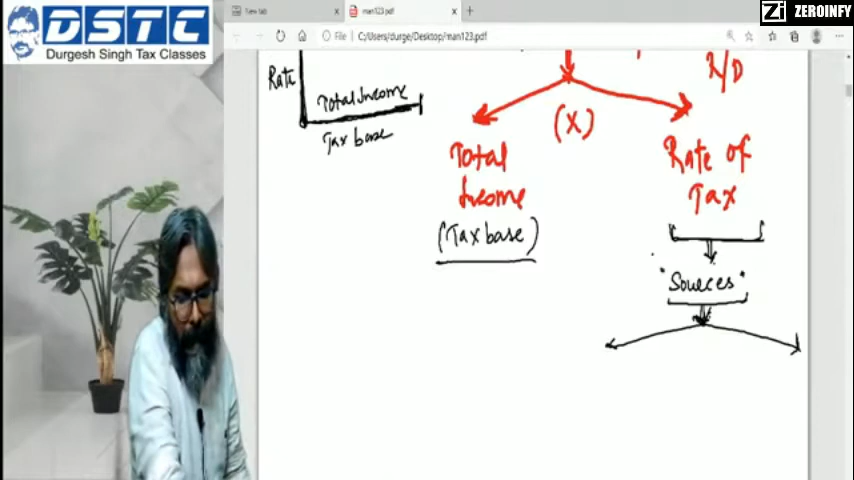 DSTC
Durgesh Singh Tax Classes
New tab
man123.pdf
File
C:/Users/durge/Desktop/man123.pdf
Zi ZEROINFY
Rate
Total Income
Tax base
R/D
(X)
Total
Income
(Tax base)
Rate of
Tax
"Sources"